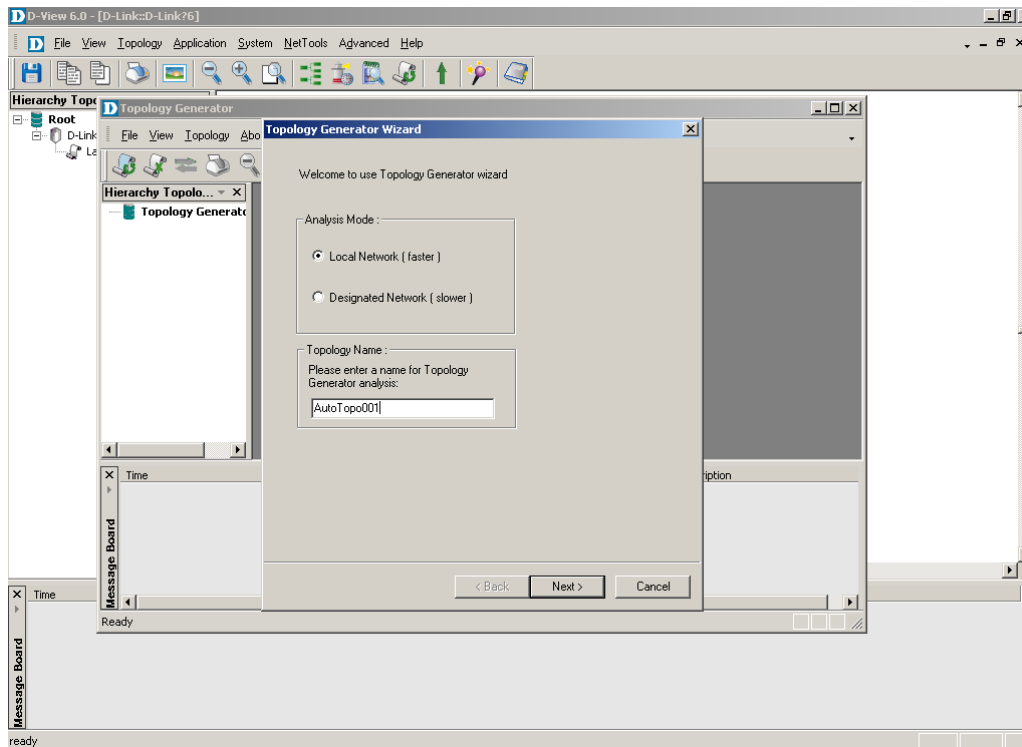 D-View 6.0 - [D-Link::D-Link?6]
File View Topology Application System NetTools Advanced Help
Hierarchy Topo
Root
D-Link
La
Topology Generator
File View Topology Abo
Hierarchy Topolo...
Topology Generato
Topology Generator Wizard
Welcome to use Topology Generator wizard
Analysis Mode :
Local Network ( faster )
Designated Network ( slower )
Topology Name :
Please enter a name for Topology
Generator analysis:
AutoTopo001
< Back Next > Cancel
Time
ription
Message Board
Ready
Time
Message Board
ready